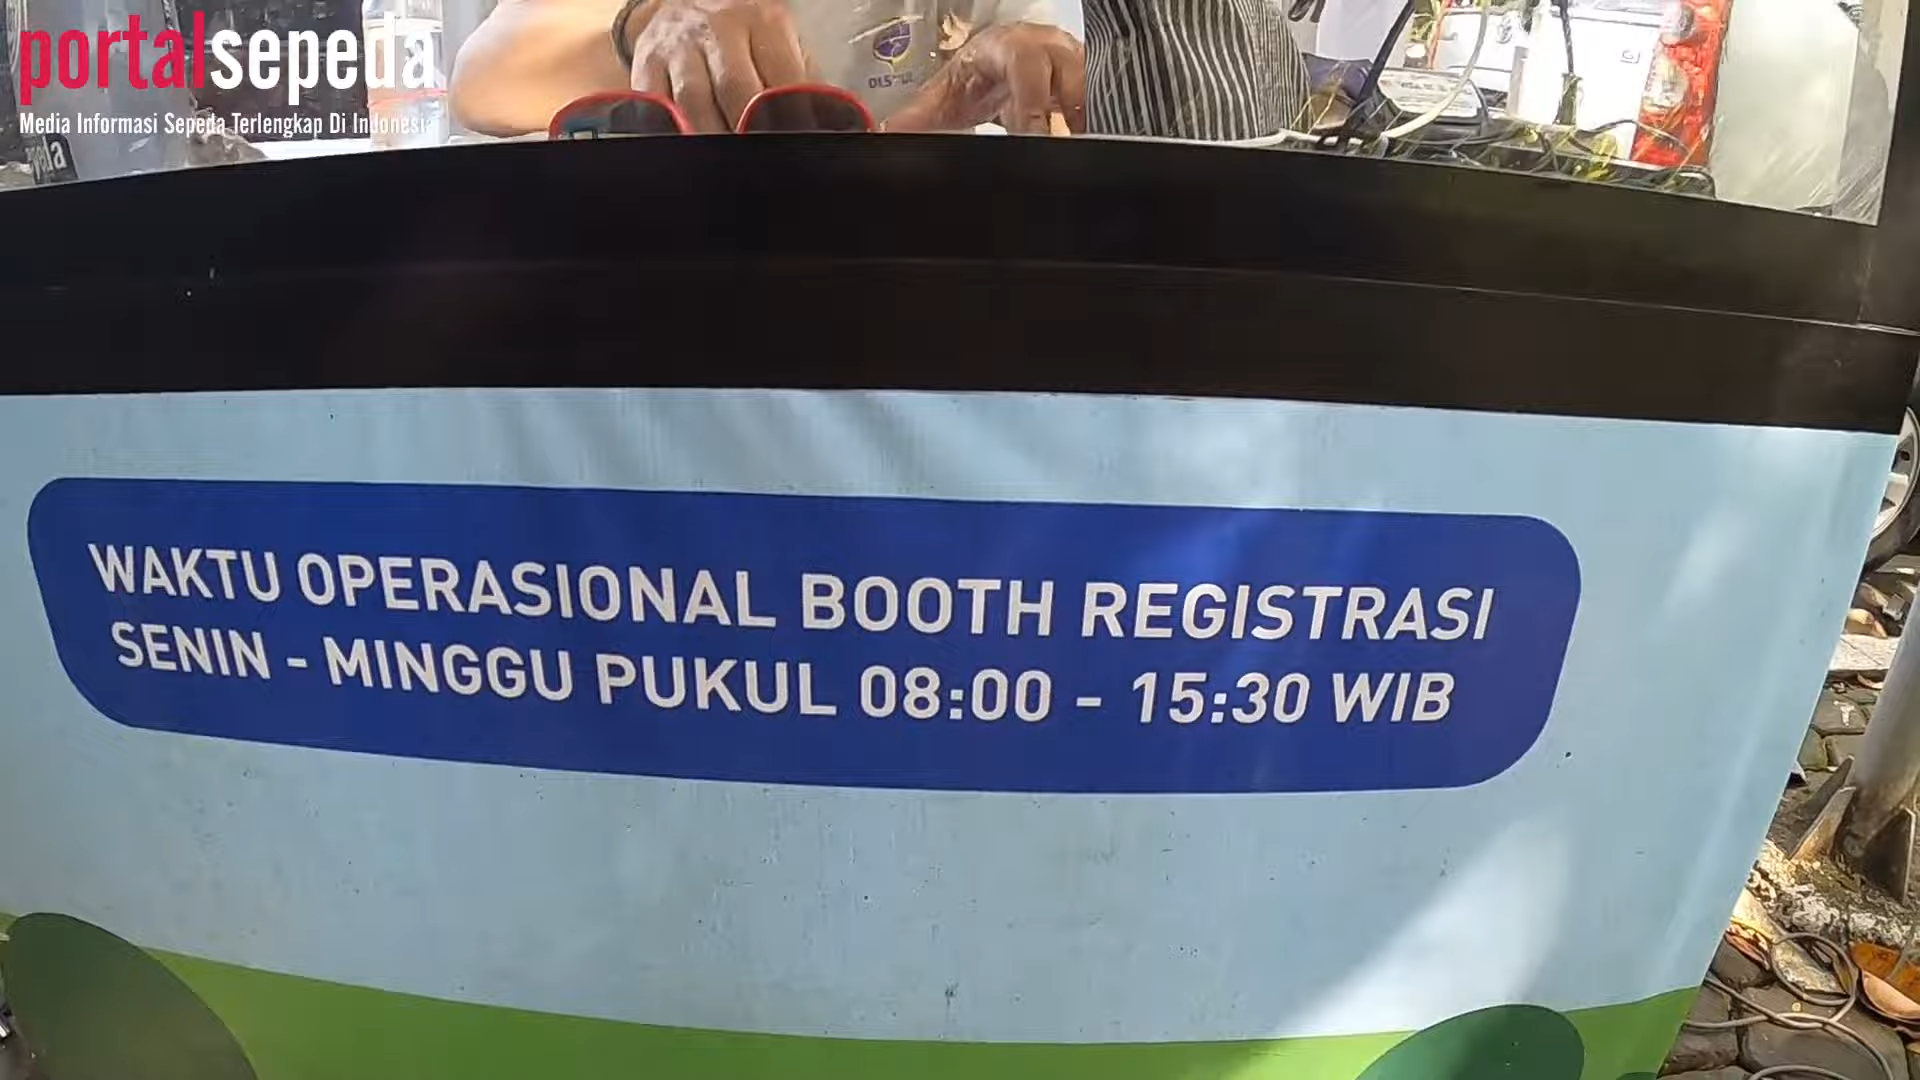 portalsepeda
Media Informasi Sepeda Terlengkap Di Indonesia
WAKTU OPERASIONAL BOOTH REGISTRASI
SENIN - MINGGU PUKUL 08:00 - 15:30 WIB